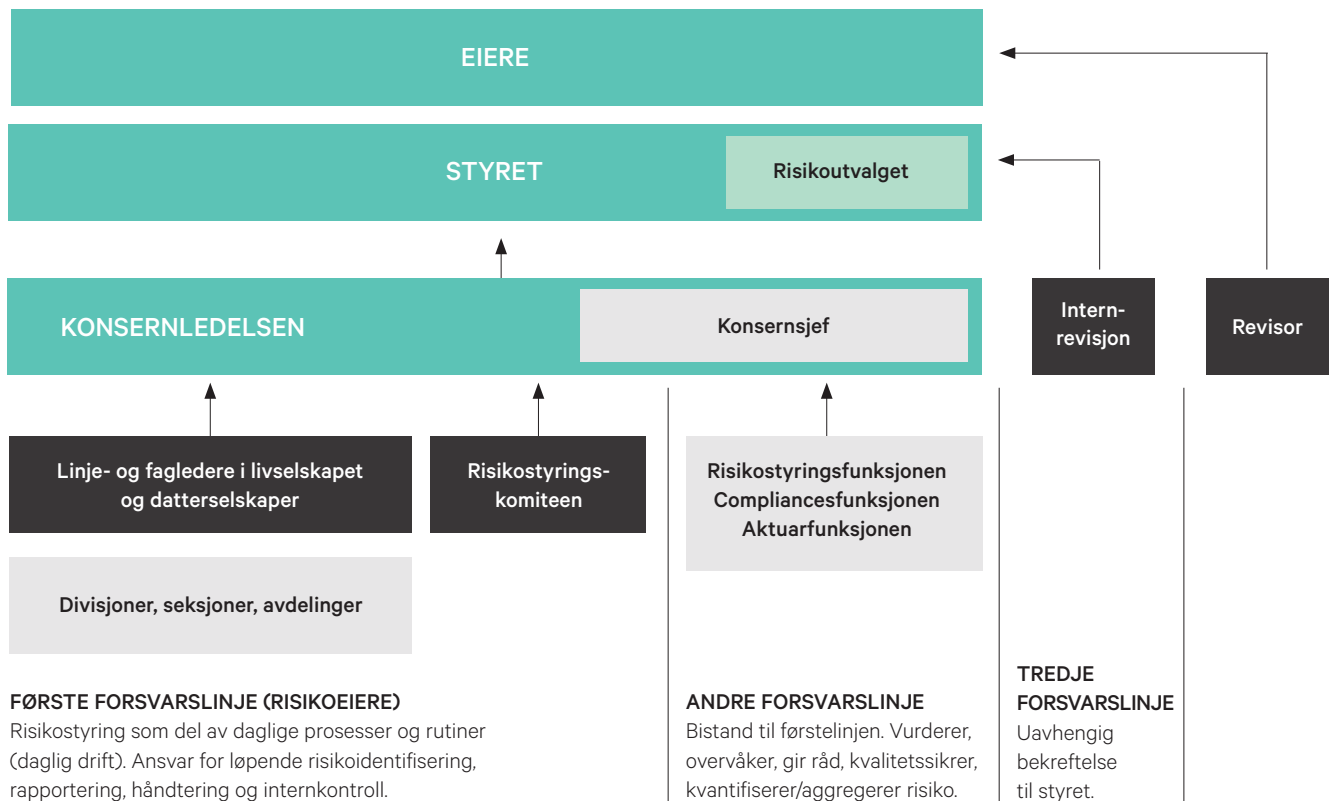 EIERE
STYRET
Risikoutvalget
KONSERNLEDELSEN
Konsernsjef
Intern-
revisjon
Revisor
Linje- og fagledere i livselskapet
og datterselskaper
Risikostyrings-
komiteen
Risikostyringsfunksjonen
Compliancesfunksjonen
Aktuarfunksjonen
Divisjoner, seksjoner, avdelinger
FØRSTE FORSVARSLINJE (RISIKOEIERE)
Risikostyring som del av daglige prosesser og rutiner
(daglig drift). Ansvar for løpende risikoidentifisering,
rapportering, håndtering og internkontroll.
ANDRE FORSVARSLINJE
Bistand til førstelinjen. Vurderer,
overvåker, gir råd, kvalitetssikrer,
kvantifiserer/aggregerer risiko.
TREDJE
FORSVARSLINJE
Uavhengig
bekreftelse
til styret.